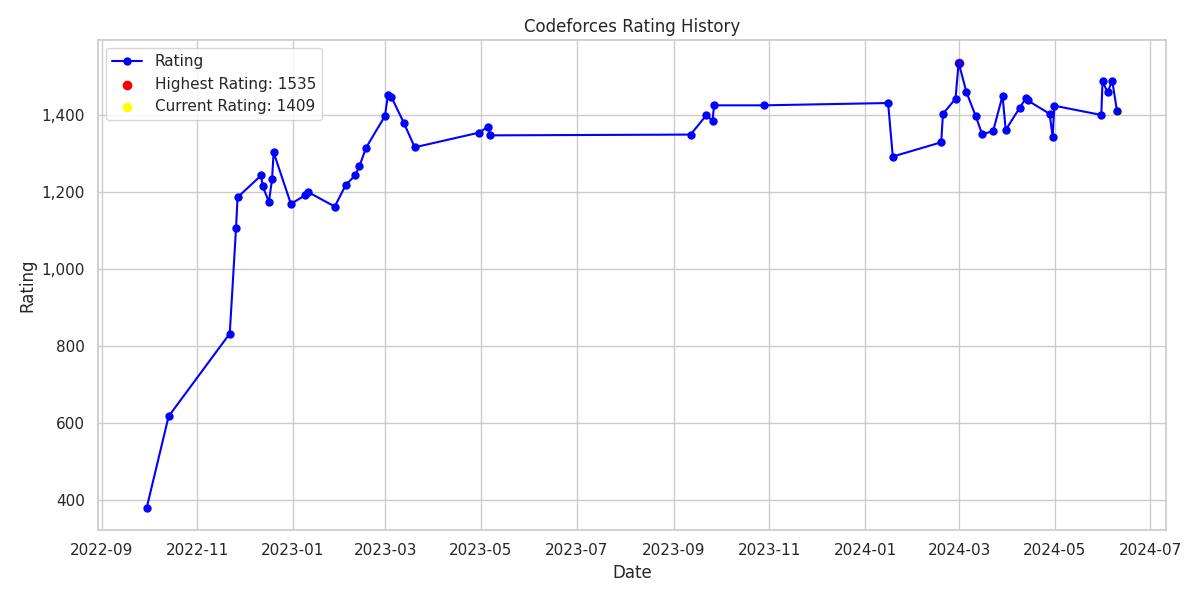 Codeforces Rating History
Rating
Highest Rating: 1535
Current Rating: 1409
Rating
1,400
1,200
1,000
800
600
400
2022-09 2022-11 2023-01 2023-03 2023-05 2023-07 2023-09 2023-11 2024-01 2024-03 2024-05 2024-07
Date